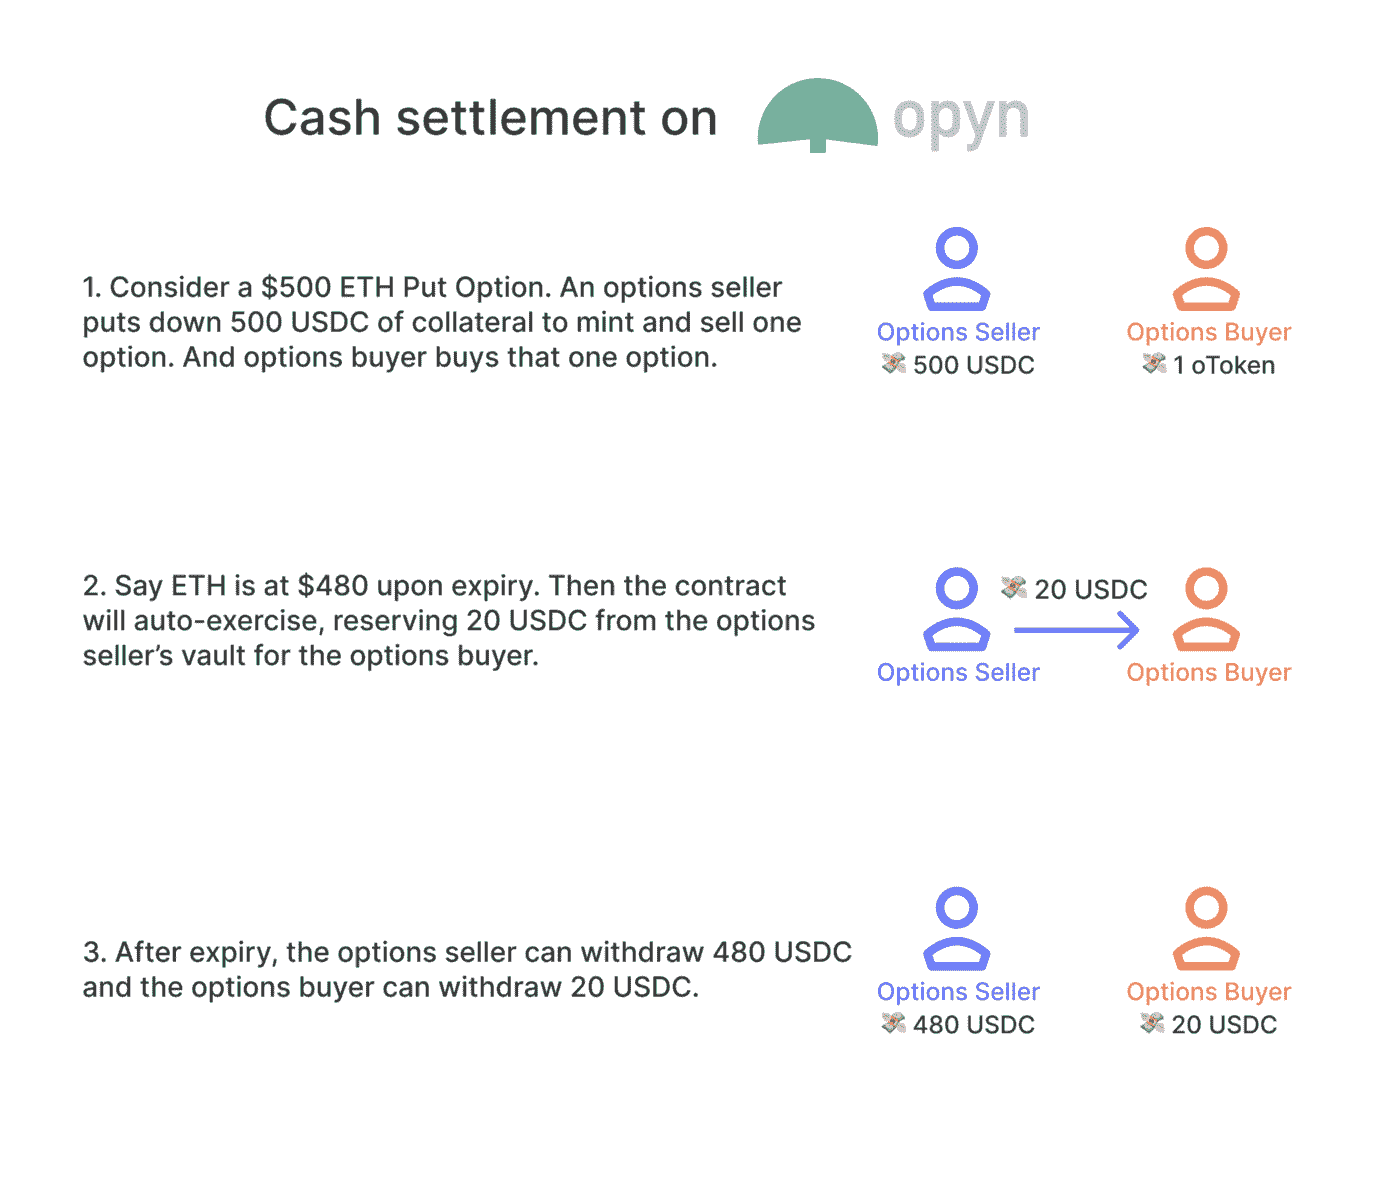 Cash settlement on opyn
1. Consider a $500 ETH Put Option. An options seller
puts down 500 USDC of collateral to mint and sell one
option. And options buyer buys that one option.
Options Seller
500 USDC
Options Buyer
1 oToken
2. Say ETH is at $480 upon expiry. Then the contract
will auto-exercise, reserving 20 USDC from the options
seller’s vault for the options buyer.
20 USDC
Options Seller
Options Buyer
3. After expiry, the options seller can withdraw 480 USDC
and the options buyer can withdraw 20 USDC.
Options Seller
480 USDC
Options Buyer
20 USDC